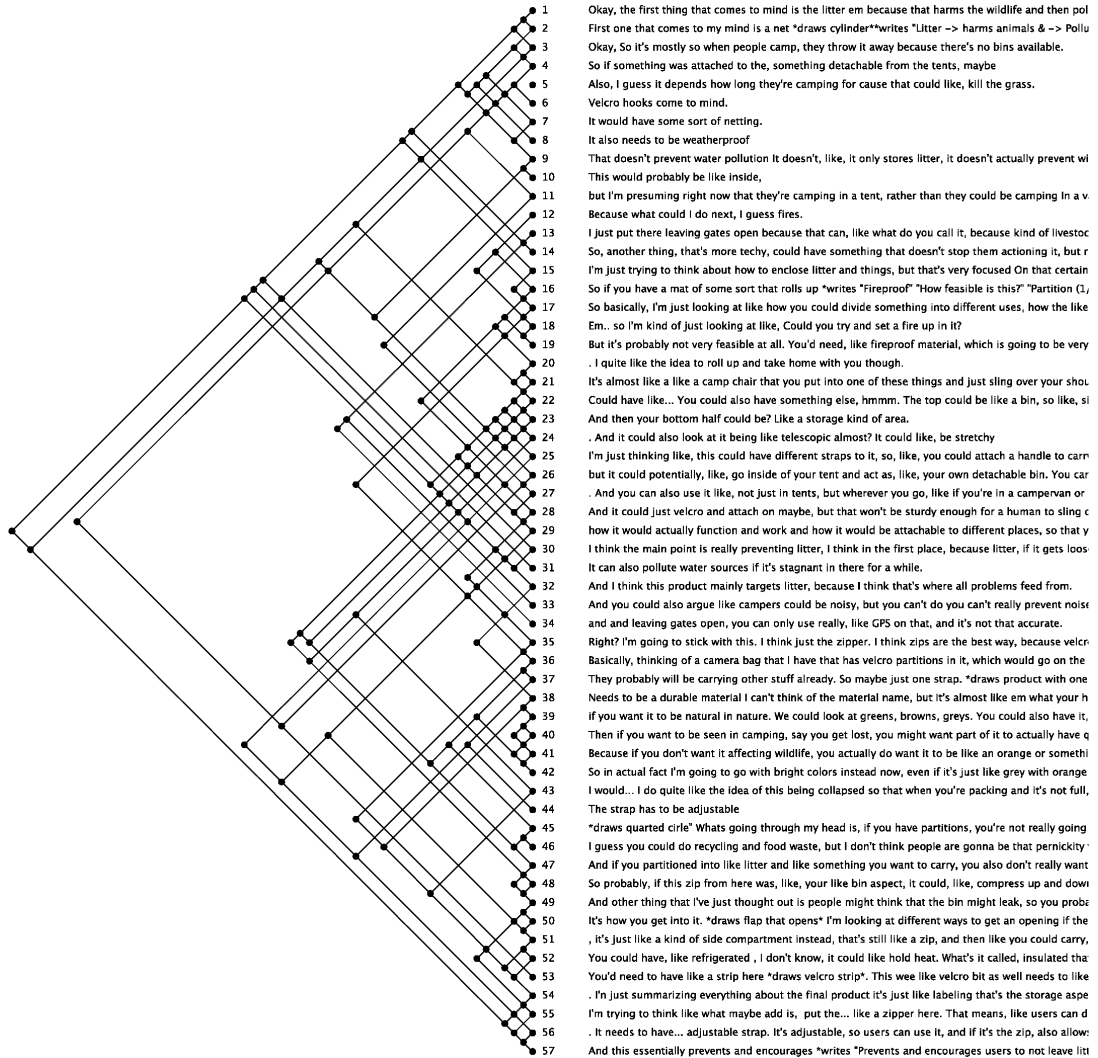 1 Okay, the first thing that comes to mind is the litter em because that harms the wildlife and then pol
2 First one that comes to my mind is a net *draws cylinder**writes "Litter -> harms animals & -> Pollu
3 Okay, So it's mostly so when people camp, they throw it away because there's no bins available.
4 So if something was attached to the, something detachable from the tents, maybe
5 Also, I guess it depends how long they're camping for cause that could like, kill the grass.
6 Velcro hooks come to mind.
7 It would have some sort of netting.
8 It also needs to be weatherproof
9 That doesn't prevent water pollution It doesn't, like, it only stores litter, it doesn't actually prevent wi
10 This would probably be like inside,
11 but I'm presuming right now that they're camping in a tent, rather than they could be camping In a v
12 Because what could I do next, I guess fires.
13 I just put there leaving gates open because that can, like what do you call it, because kind of livestoc
14 So, another thing, that's more techy, could have something that doesn't stop them actioning it, but r
15 I'm just trying to think about how to enclose litter and things, but that's very focused On that certain
16 So if you have a mat of some sort that rolls up *writes "Fireproof" "How feasible is this?" "Partition (1/
17 So basically, I'm just looking at like how you could divide something into different uses, how the like
18 Em.. so I'm kind of just looking at like, Could you try and set a fire up in it?
19 But it's probably not very feasible at all. You'd need, like fireproof material, which is going to be very
20 . I quite like the idea to roll up and take home with you though.
21 It's almost like a like a camp chair that you put into one of these things and just sling over your shou
22 Could have like... You could also have something else, hmmm. The top could be like a bin, so like, si
23 And then your bottom half could be? Like a storage kind of area.
24 . And it could also look at it being like telescopic almost? It could like, be stretchy
25 I'm just thinking like, this could have different straps to it, so, like, you could attach a handle to carr
26 but it could potentially, like, go inside of your tent and act as, like, your own detachable bin. You car
27 . And you can also use it like, not just in tents, but wherever you go, like if you're in a campervan or
28 And it could just velcro and attach on maybe, but that won't be sturdy enough for a human to sling c
29 how it would actually function and work and how it would be attachable to different places, so that y
30 I think the main point is really preventing litter, I think in the first place, because litter, if it gets loos
31 It can also pollute water sources if it's stagnant in there for a while.
32 And I think this product mainly targets litter, because I think that's where all problems feed from.
33 And you could also argue like campers could be noisy, but you can't do you can't really prevent noise
34 and and leaving gates open, you can only use really, like GPS on that, and it's not that accurate.
35 Right? I'm going to stick with this. I think just the zipper. I think zips are the best way, because velcr
36 Basically, thinking of a camera bag that I have that has velcro partitions in it, which would go on the
37 They probably will be carrying other stuff already. So maybe just one strap. *draws product with one
38 Needs to be a durable material I can't think of the material name, but it's almost like em what your h
39 if you want it to be natural in nature. We could look at greens, browns, greys. You could also have it,
40 Then if you want to be seen in camping, say you get lost, you might want part of it to actually have q
41 Because if you don't want it affecting wildlife, you actually do want it to be like an orange or somethi
42 So in actual fact I'm going to go with bright colors instead now, even if it's just like grey with orange
43 I would... I do quite like the idea of this being collapsed so that when you're packing and it's not full,
44 The strap has to be adjustable
45 *draws quarted cirle" Whats going through my head is, if you have partitions, you're not really going
46 I guess you could do recycling and food waste, but I don't think people are gonna be that pernickity
47 And if you partitioned into like litter and like something you want to carry, you also don't really want
48 So probably, if this zip from here was, like, your like bin aspect, it could, like, compress up and down
49 And other thing that I've just thought out is people might think that the bin might leak, so you proba
50 It's how you get into it. *draws flap that opens* I'm looking at different ways to get an opening if the
51 , it's just like a kind of side compartment instead, that's still like a zip, and then like you could carry,
52 You could have, like refrigerated , I don't know, it could like hold heat. What's it called, insulated tha
53 You'd need to have like a strip here *draws velcro strip*. This wee like velcro bit as well needs to like
54 . I'n just summarizing everything about the final product it's just like labeling that's the storage aspe
55 I'm trying to think like what maybe add is, put the... like a zipper here. That means, like users can d
56 . It needs to have... adjustable strap. It's adjustable, so users can use it, and if it's the zip, also allow
57 And this essentially prevents and encourages *writes "Prevents and encourages users to not leave litt